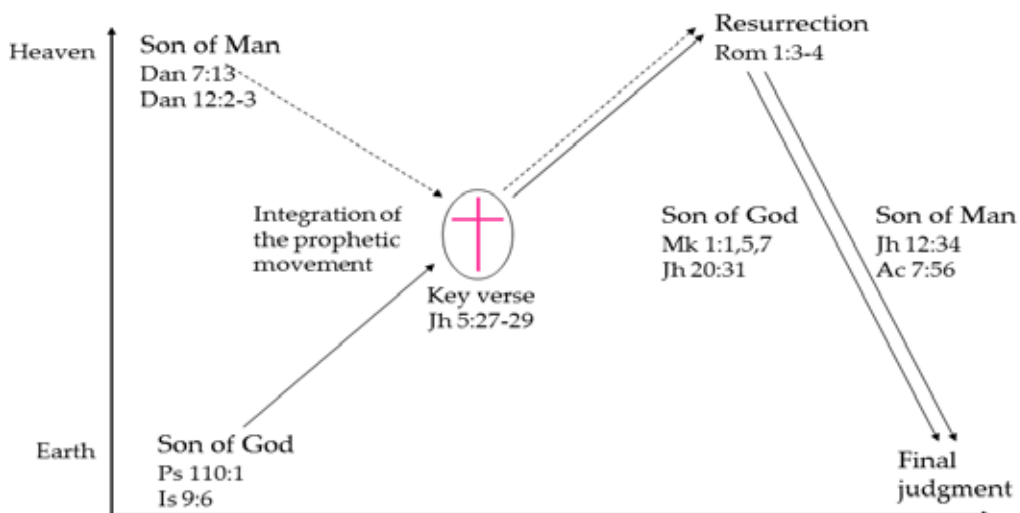 Heaven
Son of Man
Dan 7:13
Dan 12:2-3
Resurrection
Rom 1:3-4
Integration of
the prophetic
movement
Key verse
Jh 5:27-29
Son of God
Mk 1:1,5,7
Jh 20:31
Son of Man
Jh 12:34
Ac 7:56
Earth
Son of God
Ps 110:1
Is 9:6
Final
judgment